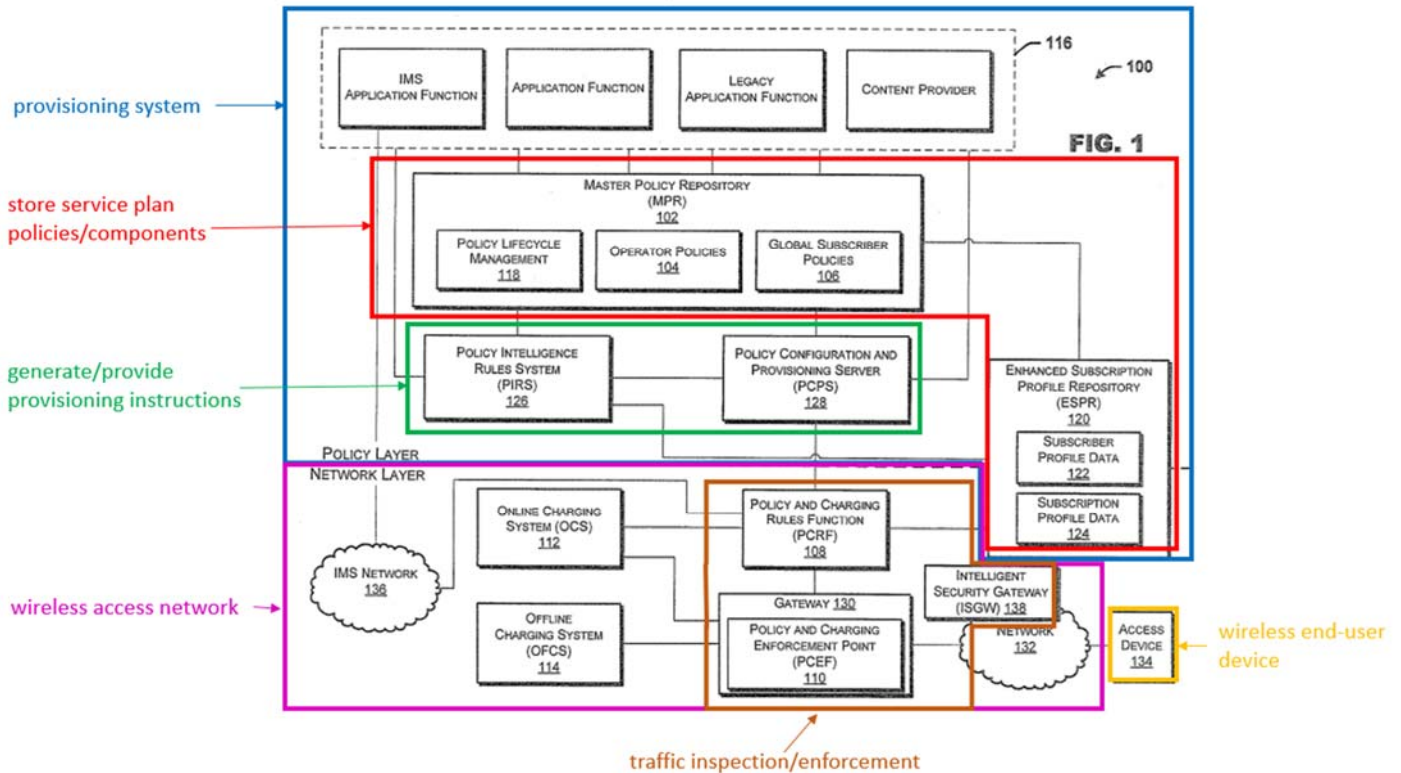 116
100
IMS
APPLICATION FUNCTION
APPLICATION FUNCTION
LEGACY
APPLICATION FUNCTION
CONTENT PROVIDER
provisioning system
FIG. 1
MASTER POLICY REPOSITORY
(MPR)
102
store service plan
policies/components
POLICY LIFECYCLE
MANAGEMENT
118
OPERATOR POLICIES
104
GLOBAL SUBSCRIBER
POLICIES
106
generate/provide
provisioning instructions
POLICY INTELLIGENCE
RULES SYSTEM
(PIRS)
126
POLICY CONFIGURATION AND
PROVISIONING SERVER
(PCPS)
128
ENHANCED SUBSCRIPTION
PROFILE REPOSITORY
(ESPR)
120
SUBSCRIBER
PROFILE DATA
122
SUBSCRIPTION
PROFILE DATA
124
POLICY LAYER
NETWORK LAYER
ONLINE CHARGING
SYSTEM (OCS)
112
POLICY AND CHARGING
RULES FUNCTION
(PCRF)
108
IMS NETWORK
136
wireless access network
INTELLIGENT
SECURITY GATEWAY
(ISGW) 138
OFFLINE
CHARGING SYSTEM
(OFCS)
114
GATEWAY 130
POLICY AND CHARGING
ENFORCEMENT POINT
(PCEF)
110
NETWORK
132
ACCESS
DEVICE
134
wireless end-user
device
traffic inspection/enforcement